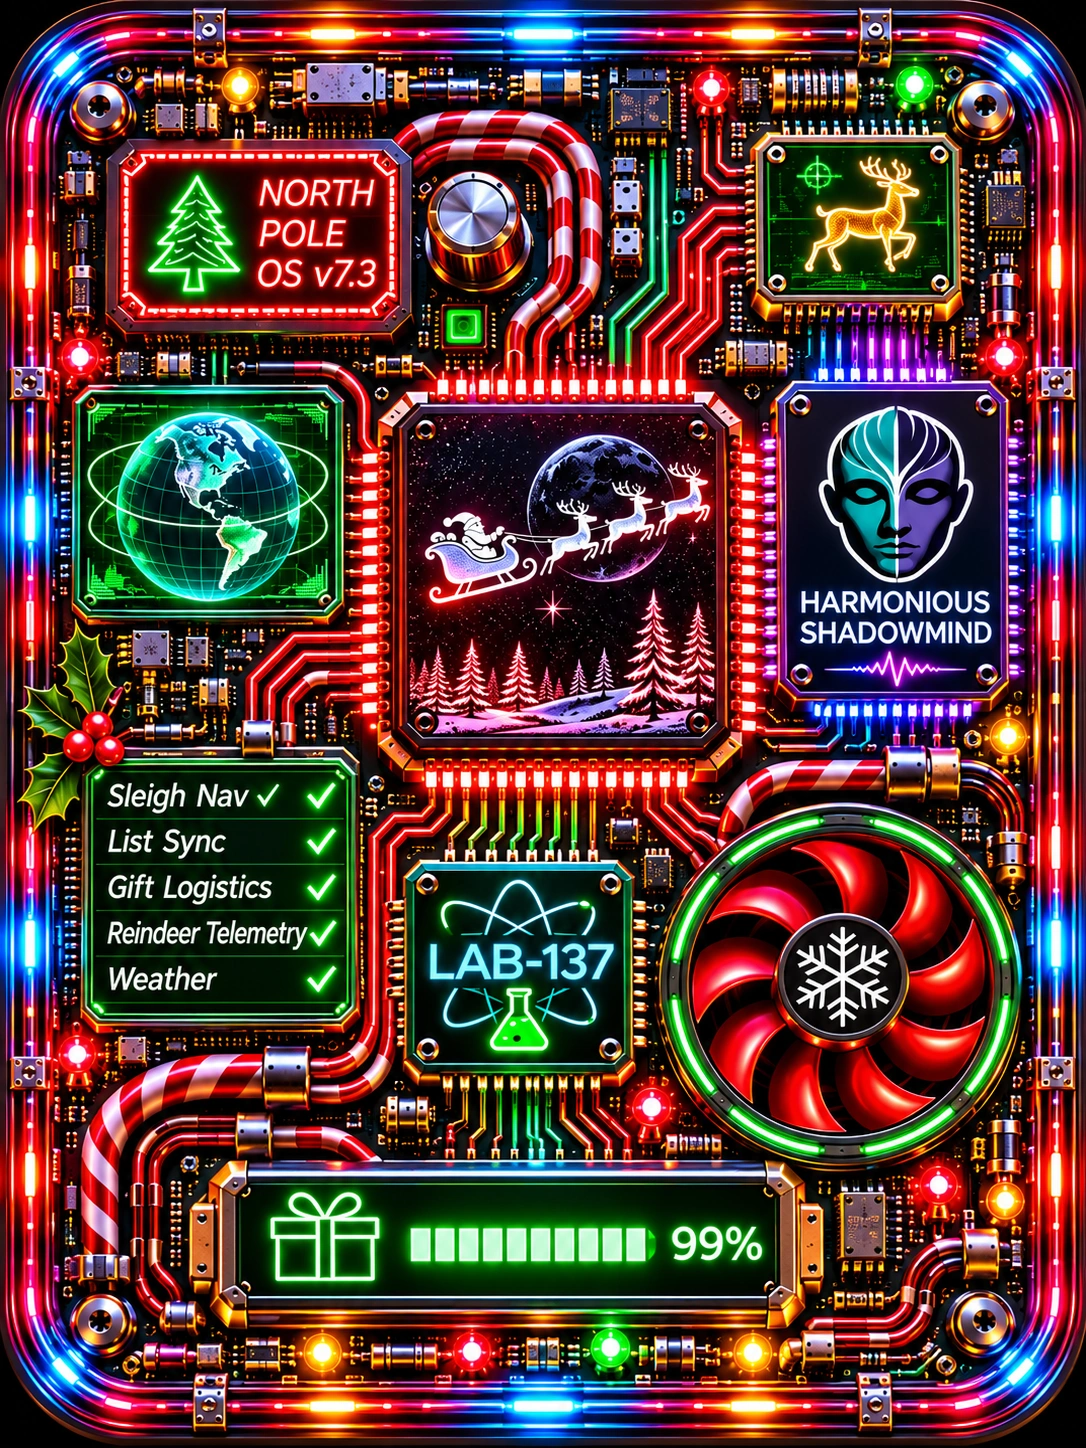 NORTH
POLE
OS v7.3
HARMONIOUS
SHADOWMIND
Sleigh Nav ✓ ✓
List Sync ✓
Gift Logistics ✓
Reindeer Telemetry ✓
Weather ✓
LAB-137
99%